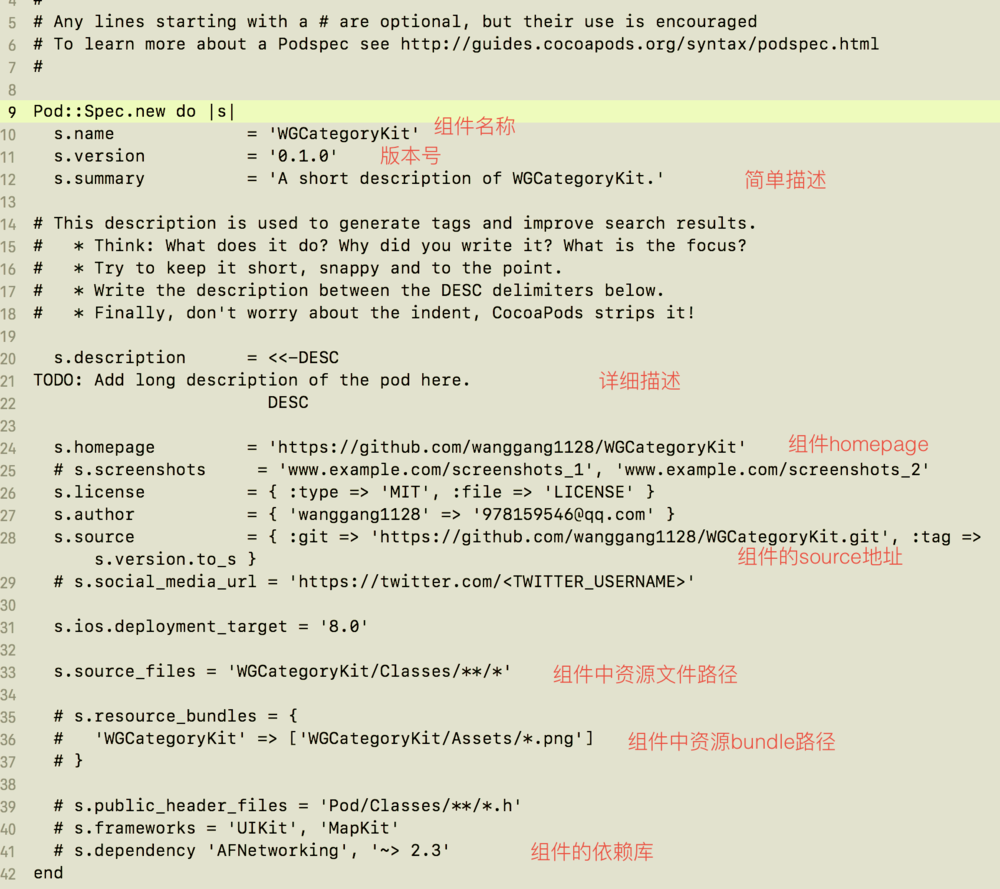 4 #
5 # Any lines starting with a # are optional, but their use is encouraged
6 # To learn more about a Podspec see http://guides.cocoapods.org/syntax/podspec.html
7 #
8
9 Pod::Spec.new do |s|
10 s.name = 'WGCategoryKit' 组件名称
11 s.version = '0.1.0' 版本号
12 s.summary = 'A short description of WGCategoryKit.' 简单描述
13
14 # This description is used to generate tags and improve search results.
15 # * Think: What does it do? Why did you write it? What is the focus?
16 # * Try to keep it short, snappy and to the point.
17 # * Write the description between the DESC delimiters below.
18 # * Finally, don't worry about the indent, CocoaPods strips it!
19
20 s.description = <<-DESC
21 TODO: Add long description of the pod here. 详细描述
22 DESC
23
24 s.homepage = 'https://github.com/wanggang1128/WGCategoryKit' 组件homepage
25 # s.screenshots = 'www.example.com/screenshots_1', 'www.example.com/screenshots_2'
26 s.license = { :type => 'MIT', :file => 'LICENSE' }
27 s.author = { 'wanggang1128' => '978159546@qq.com' }
28 s.source = { :git => 'https://github.com/wanggang1128/WGCategoryKit.git', :tag =>
s.version.to_s } 组件的source地址
29 # s.social_media_url = 'https://twitter.com/<TWITTER_USERNAME>'
30
31 s.ios.deployment_target = '8.0'
32
33 s.source_files = 'WGCategoryKit/Classes/**/*' 组件中资源文件路径
34
35 # s.resource_bundles = {
36 # 'WGCategoryKit' => ['WGCategoryKit/Assets/*.png'] 组件中资源bundle路径
37 # }
38
39 # s.public_header_files = 'Pod/Classes/**/*.h'
40 # s.frameworks = 'UIKit', 'MapKit'
41 # s.dependency 'AFNetworking', '~> 2.3' 组件的依赖库
42 end